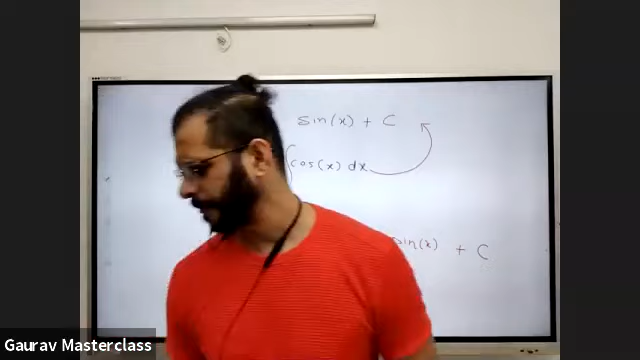 sin(x) + C
∫cos(x) dx
sin(x) + C
Gaurav Masterclass